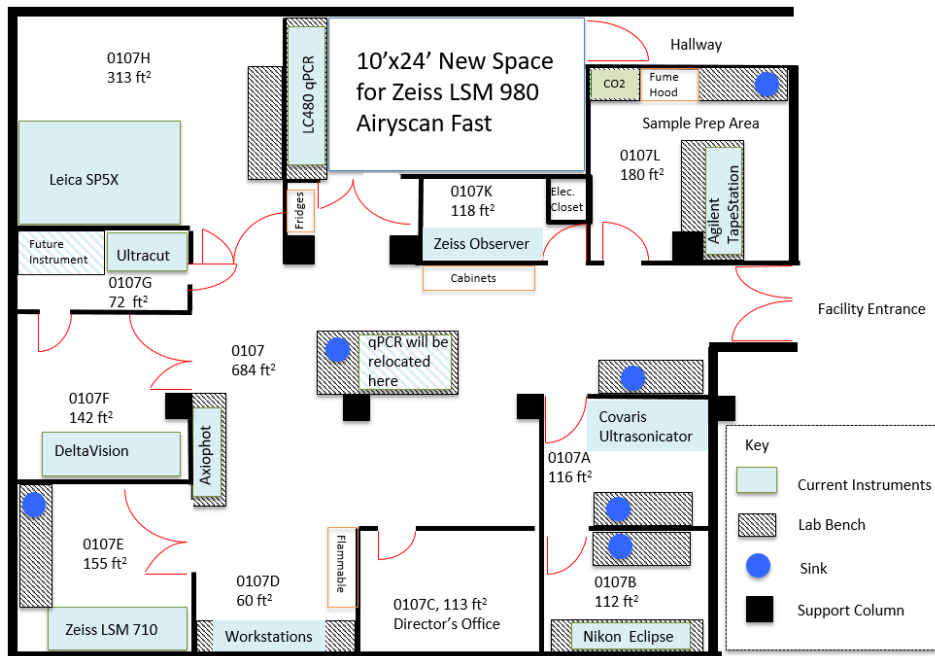 0107H
313 ft²
LC480 qPCR
10’x24’ New Space
for Zeiss LSM 980
Airyscan Fast
Hallway
CO2
Fume
Hood
Sample Prep Area
0107L
180 ft²
Agilent
TapeStation
Leica SP5X
Fridges
0107K
118 ft²
Elec.
Closet
Zeiss Observer
Cabinets
Future
Instrument
Ultracut
0107G
72 ft²
Facility Entrance
0107
684 ft²
qPCR will be
relocated
here
0107F
142 ft²
DeltaVision
Axiophot
Covaris
Ultrasonicator
0107A
116 ft²
0107E
155 ft²
Zeiss LSM 710
0107D
60 ft²
Workstations
Flammable
0107C, 113 ft²
Director’s Office
0107B
112 ft²
Nikon Eclipse
Key
Current Instruments
Lab Bench
Sink
Support Column